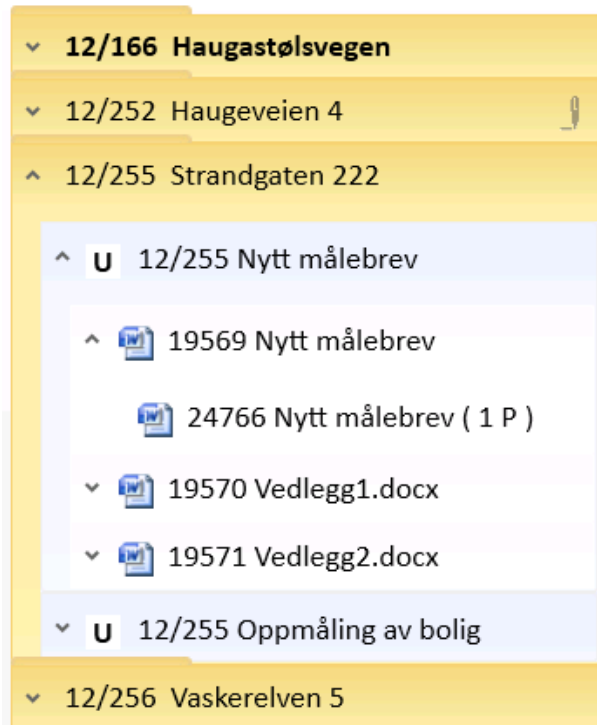 12/166 Haugastølsvegen
12/252 Haugeveien 4
12/255 Strandgaten 222
U 12/255 Nytt målebrev
19569 Nytt målebrev
24766 Nytt målebrev ( 1 P )
19570 Vedlegg1.docx
19571 Vedlegg2.docx
U 12/255 Oppmåling av bolig
12/256 Vaskerelven 5